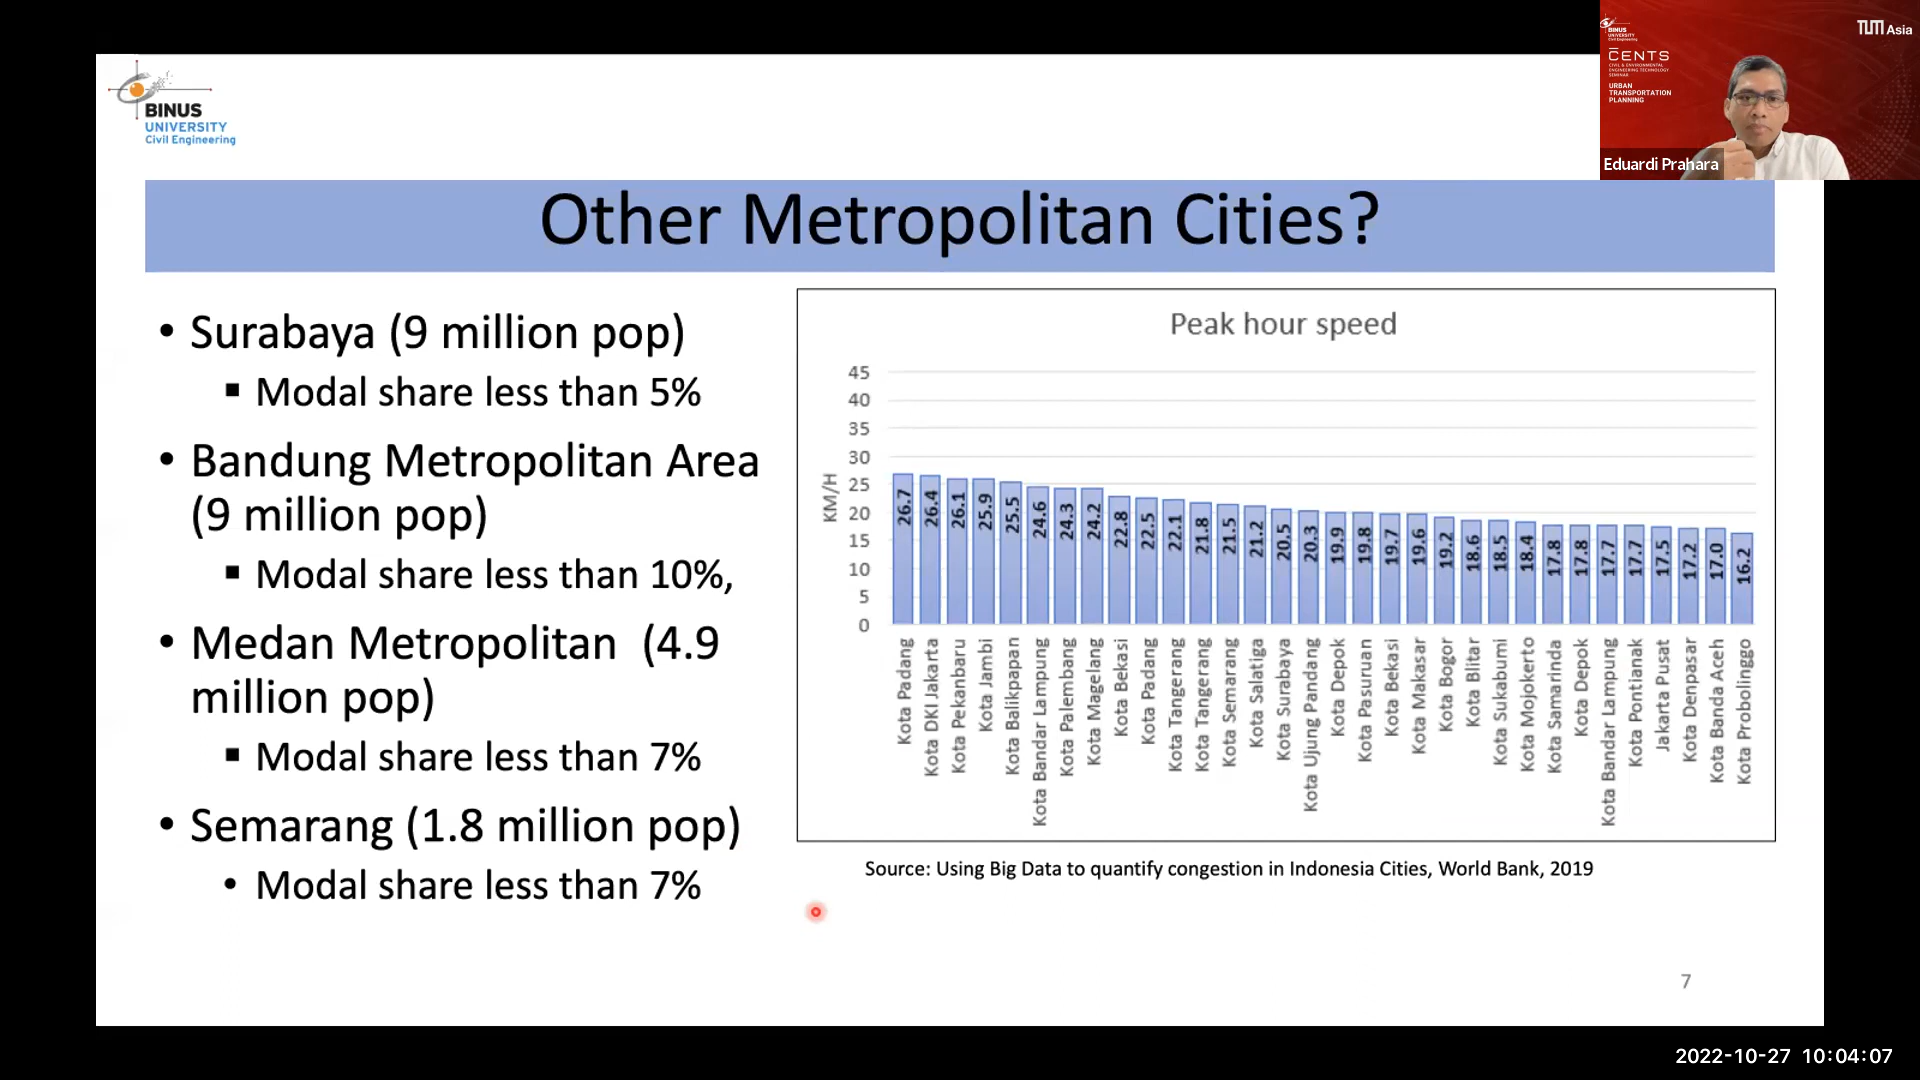 BINUS
UNIVERSITY
Civil Engineering
BINUS
UNIVERSITY
Civil Engineering
TUM Asia
CENTS
CIVIL & ENVIRONMENTAL
ENGINEERING TECHNOLOGY
SEMINAR
URBAN
TRANSPORTATION
PLANNING
Eduardi Prahara
Other Metropolitan Cities?
• Surabaya (9 million pop)
▪ Modal share less than 5%
• Bandung Metropolitan Area
(9 million pop)
▪ Modal share less than 10%,
• Medan Metropolitan (4.9
million pop)
▪ Modal share less than 7%
• Semarang (1.8 million pop)
• Modal share less than 7%
Peak hour speed
KM/H
45
40
35
30
25
20
15
10
5
0
26.7
26.4
26.1
25.9
25.5
24.6
24.3
24.2
22.8
22.5
22.1
21.8
21.5
21.2
20.5
20.3
19.9
19.8
19.7
19.6
19.2
18.6
18.5
18.4
17.8
17.8
17.7
17.7
17.5
17.2
17.0
16.2
Kota Padang
Kota DKI Jakarta
Kota Pekanbaru
Kota Jambi
Kota Balikpapan
Kota Bandar Lampung
Kota Palembang
Kota Magelang
Kota Bekasi
Kota Padang
Kota Tangerang
Kota Tangerang
Kota Semarang
Kota Salatiga
Kota Surabaya
Kota Ujung Pandang
Kota Depok
Kota Pasuruan
Kota Bekasi
Kota Makasar
Kota Bogor
Kota Blitar
Kota Sukabumi
Kota Mojokerto
Kota Samarinda
Kota Depok
Kota Bandar Lampung
Kota Pontianak
Jakarta Pusat
Kota Denpasar
Kota Banda Aceh
Kota Probolinggo
Source: Using Big Data to quantify congestion in Indonesia Cities, World Bank, 2019
7
2022-10-27 10:04:07